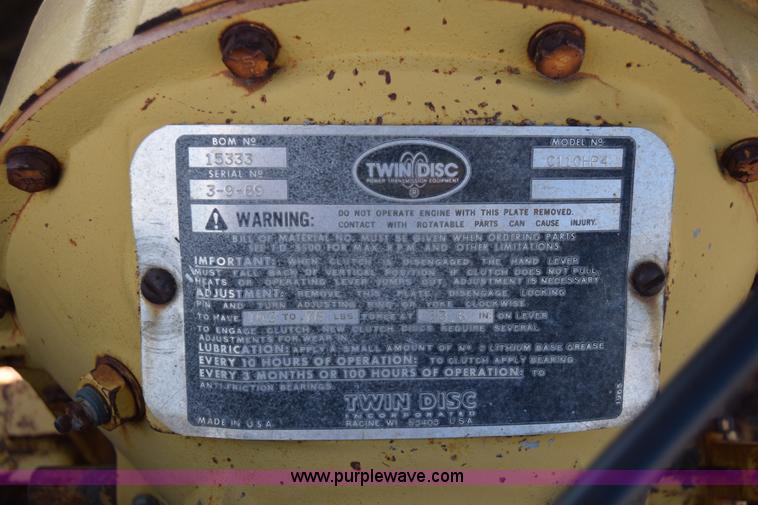 BOM Nº
15333
SERIAL Nº
3-9-89
TWIN DISC
POWER TRANSMISSION EQUIPMENT
MODEL Nº
C110HP4
WARNING: DO NOT OPERATE ENGINE WITH THIS PLATE REMOVED.
CONTACT WITH ROTATABLE PARTS CAN CAUSE INJURY.
BILL OF MATERIAL NO. MUST BE GIVEN WHEN ORDERING PARTS
FOR MAX. AND OTHER LIMITATIONS
IMPORTANT: WHEN CLUTCH IS DISENGAGED THE HAND LEVER
MUST FALL BACK OF VERTICAL POSITION. IF CLUTCH DOES NOT PULL,
HEATS OR OPERATING LEVER JUMPS OUT, ADJUSTMENT IS NECESSARY
ADJUSTMENT: REMOVE THIS PLATE, DISENGAGE LOCKING
PIN AND TURN ADJUSTING RING YOKE CLOCKWISE
TO HAVE TO LBS FORCE AT IN. ON LEVER
TO ENGAGE CLUTCH. NEW CLUTCH DISCS REQUIRE SEVERAL
ADJUSTMENTS FOR WEAR IN.
LUBRICATION: APPLY A SMALL AMOUNT OF Nº 2 LITHIUM BASE GREASE
EVERY 10 HOURS OF OPERATION: TO CLUTCH APPLY BEARING
EVERY 3 MONTHS OR 100 HOURS OF OPERATION: TO
ANTI-FRICTION BEARINGS.
TWIN DISC
INCORPORATED
MADE IN U.S.A.
RACINE, WI 53403 U.S.A.
www.purplewave.com